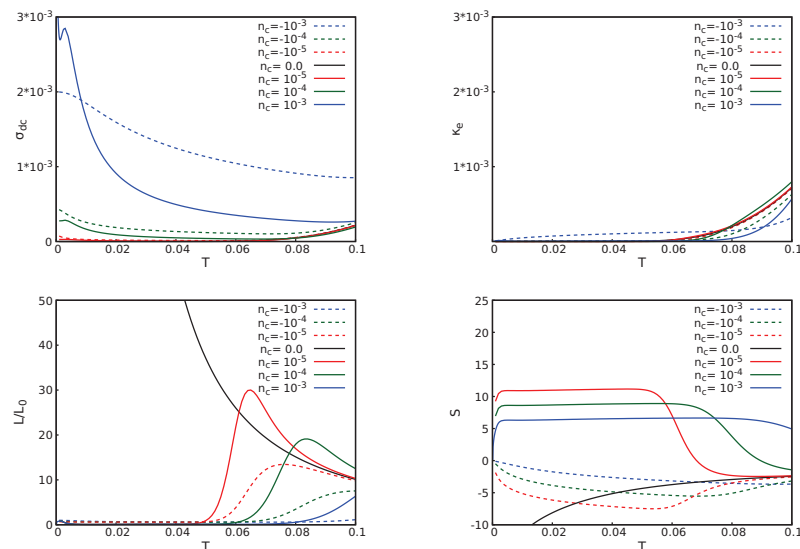 3*10⁻³
2*10⁻³
1*10⁻³
0
σdc
0 0.02 0.04 0.06 0.08 0.1
T
n_c=-10⁻³
n_c=-10⁻⁴
n_c=-10⁻⁵
n_c= 0.0
n_c= 10⁻⁵
n_c= 10⁻⁴
n_c= 10⁻³
3*10⁻³
2*10⁻³
1*10⁻³
0
κe
0 0.02 0.04 0.06 0.08 0.1
T
n_c=-10⁻³
n_c=-10⁻⁴
n_c=-10⁻⁵
n_c= 0.0
n_c= 10⁻⁵
n_c= 10⁻⁴
n_c= 10⁻³
50
40
30
20
10
0
L/L₀
0 0.02 0.04 0.06 0.08 0.1
T
n_c=-10⁻³
n_c=-10⁻⁴
n_c=-10⁻⁵
n_c= 0.0
n_c= 10⁻⁵
n_c= 10⁻⁴
n_c= 10⁻³
25
20
15
10
5
0
-5
-10
S
0 0.02 0.04 0.06 0.08 0.1
T
n_c=-10⁻³
n_c=-10⁻⁴
n_c=-10⁻⁵
n_c= 0.0
n_c= 10⁻⁵
n_c= 10⁻⁴
n_c= 10⁻³